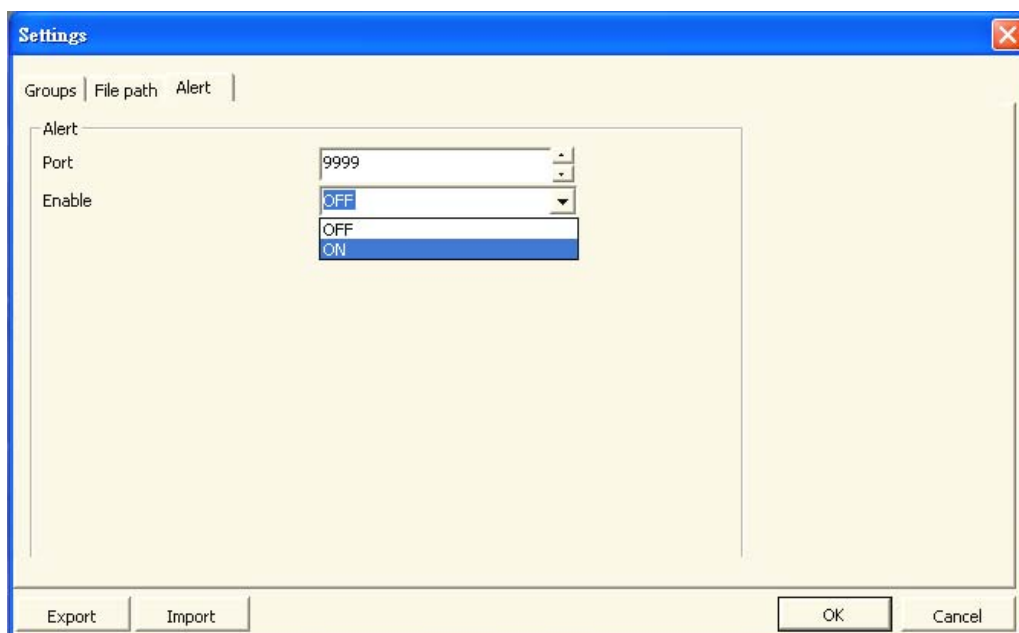 Settings
Groups File path Alert
Alert
Port 9999
Enable OFF
OFF
ON
Export Import OK Cancel